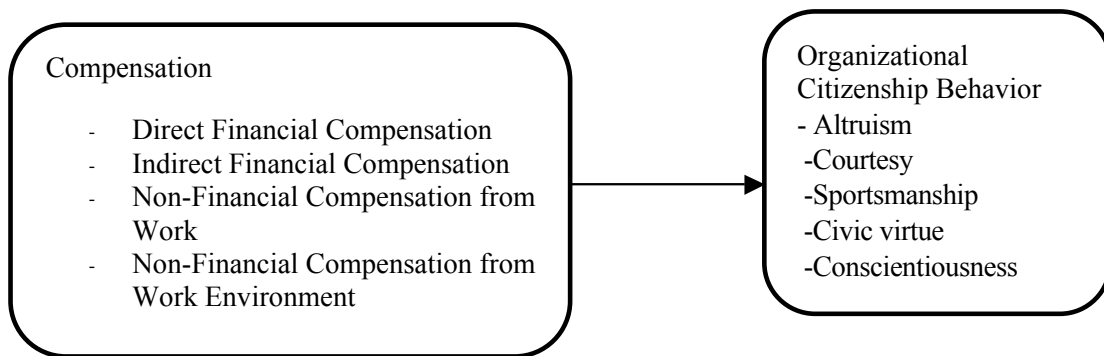 Compensation
- Direct Financial Compensation
- Indirect Financial Compensation
- Non-Financial Compensation from
Work
- Non-Financial Compensation from
Work Environment
Organizational
Citizenship Behavior
- Altruism
-Courtesy
-Sportsmanship
-Civic virtue
-Conscientiousness